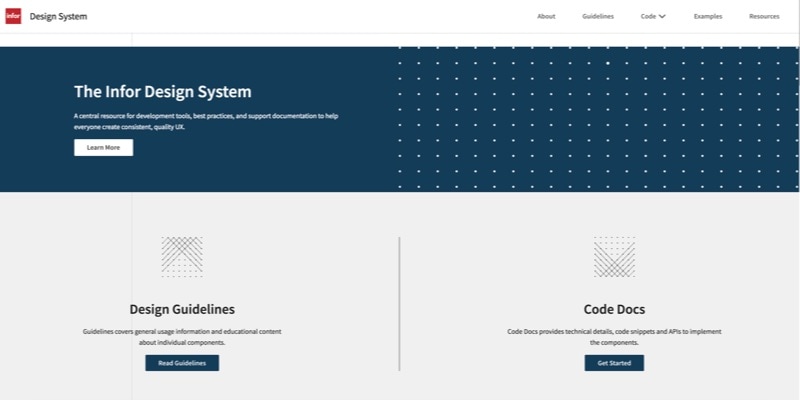 infor
Design System
About
Guidelines
Code
Examples
Resources
The Infor Design System
A central resource for development tools, best practices, and support documentation to help
everyone create consistent, quality UX.
Learn More
Design Guidelines
Guidelines covers general usage information and educational content
about individual components.
Read Guidelines
Code Docs
Code Docs provides technical details, code snippets and APIs to implement
the components.
Get Started